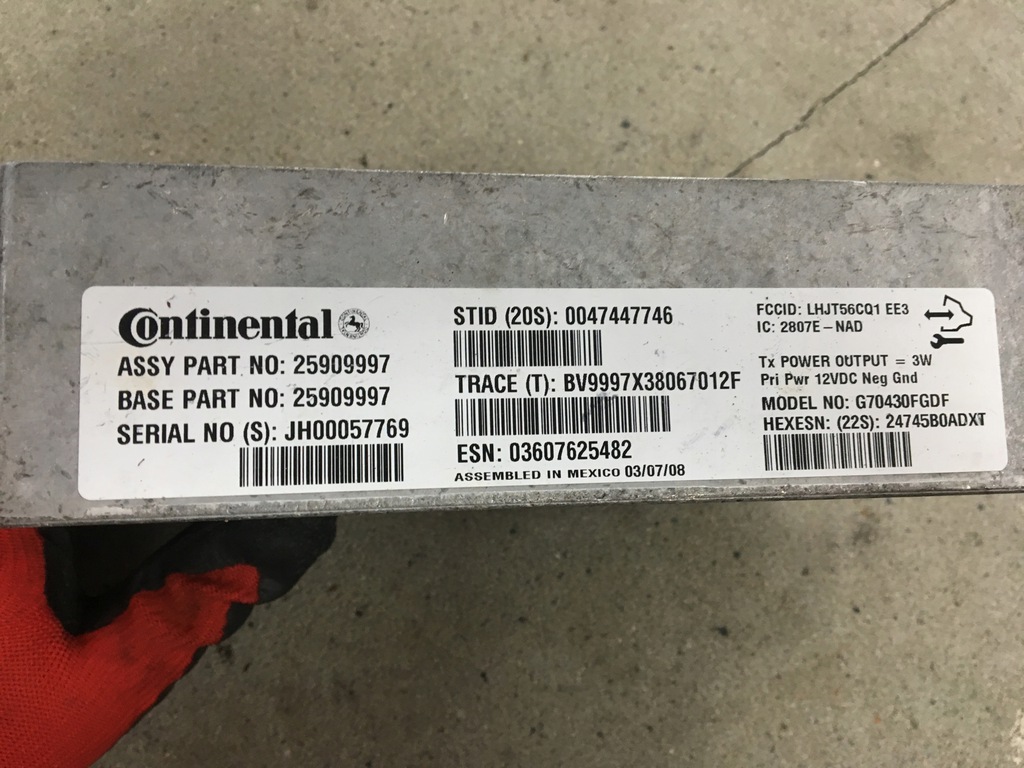 Continental
ASSY PART NO: 25909997
BASE PART NO: 25909997
SERIAL NO (S): JH00057769
STID (20S): 0047447746
TRACE (T): BV9997X38067012F
ESN: 03607625482
ASSEMBLED IN MEXICO 03/07/08
FCCID: LHJT56CQ1 EE3
IC: 2807E-NAD
Tx POWER OUTPUT = 3W
Pri Pwr 12VDC Neg Gnd
MODEL NO: G70430FGDF
HEXESN: (22S): 24745B0ADXT